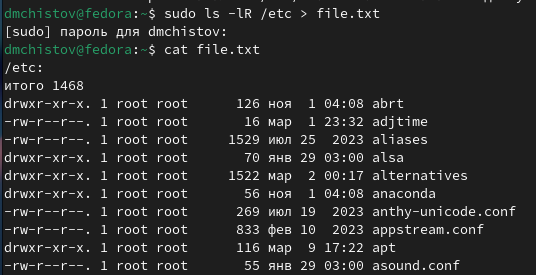 dmchistov@fedora:~$ sudo ls -lR /etc > file.txt
[sudo] пароль для dmchistov:
dmchistov@fedora:~$ cat file.txt
/etc:
итого 1468
drwxr-xr-x. 1 root root      126 ноя  1 04:08 abrt
-rw-r--r--. 1 root root       16 мар  1 23:32 adjtime
-rw-r--r--. 1 root root     1529 июл 25  2023 aliases
drwxr-xr-x. 1 root root       70 янв 29 03:00 alsa
drwxr-xr-x. 1 root root     1522 мар  2 00:17 alternatives
drwxr-xr-x. 1 root root       56 ноя  1 04:08 anaconda
-rw-r--r--. 1 root root      269 июл 19  2023 anthy-unicode.conf
-rw-r--r--. 1 root root      833 фев 10  2023 appstream.conf
drwxr-xr-x. 1 root root      116 мар  9 17:22 apt
-rw-r--r--. 1 root root       55 янв 29 03:00 asound.conf